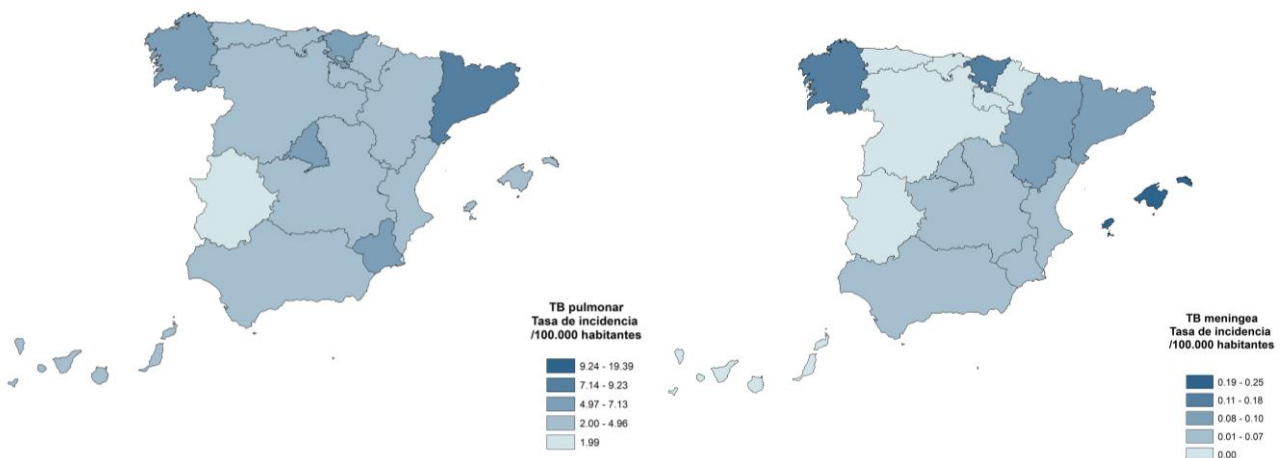 TB pulmonar
Tasa de incidencia
/100.000 habitantes
9.24 - 19.39
7.14 - 9.23
4.97 - 7.13
2.00 - 4.96
1.99
TB meningea
Tasa de incidencia
/100.000 habitantes
0.19 - 0.25
0.11 - 0.18
0.08 - 0.10
0.01 - 0.07
0.00